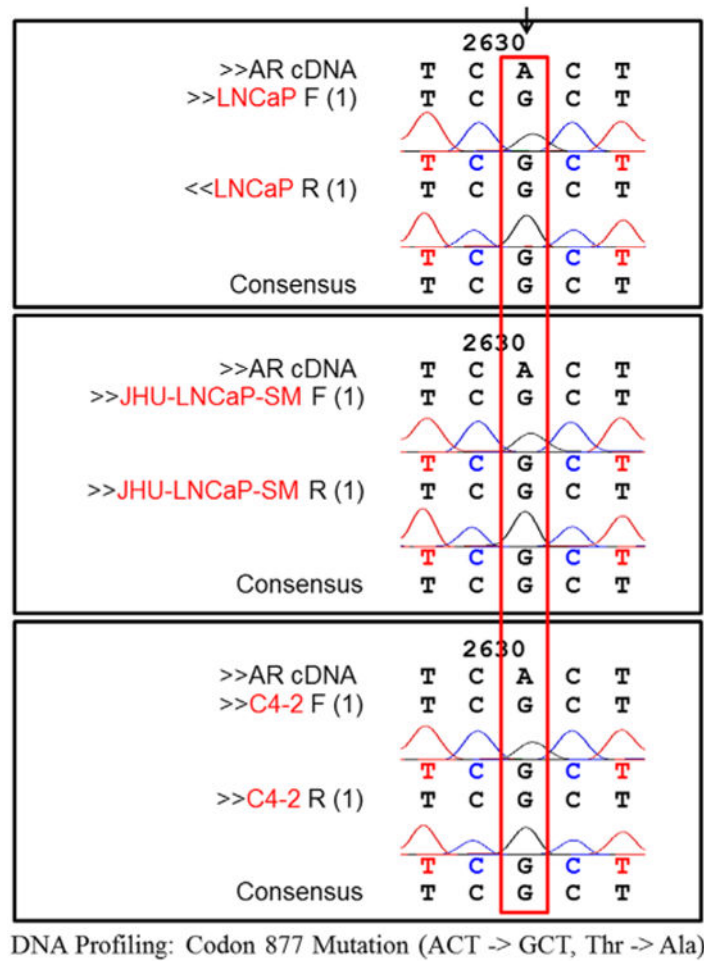 2630
>>AR cDNA T C A C T
>>LNCaP F (1) T C G C T
T C G C T
<<LNCaP R (1) T C G C T
T C G C T
Consensus T C G C T
2630
>>AR cDNA T C A C T
>>JHU-LNCaP-SM F (1) T C G C T
T C G C T
>>JHU-LNCaP-SM R (1) T C G C T
T C G C T
Consensus T C G C T
2630
>>AR cDNA T C A C T
>>C4-2 F (1) T C G C T
T C G C T
>>C4-2 R (1) T C G C T
T C G C T
Consensus T C G C T
DNA Profiling: Codon 877 Mutation (ACT -> GCT, Thr -> Ala)